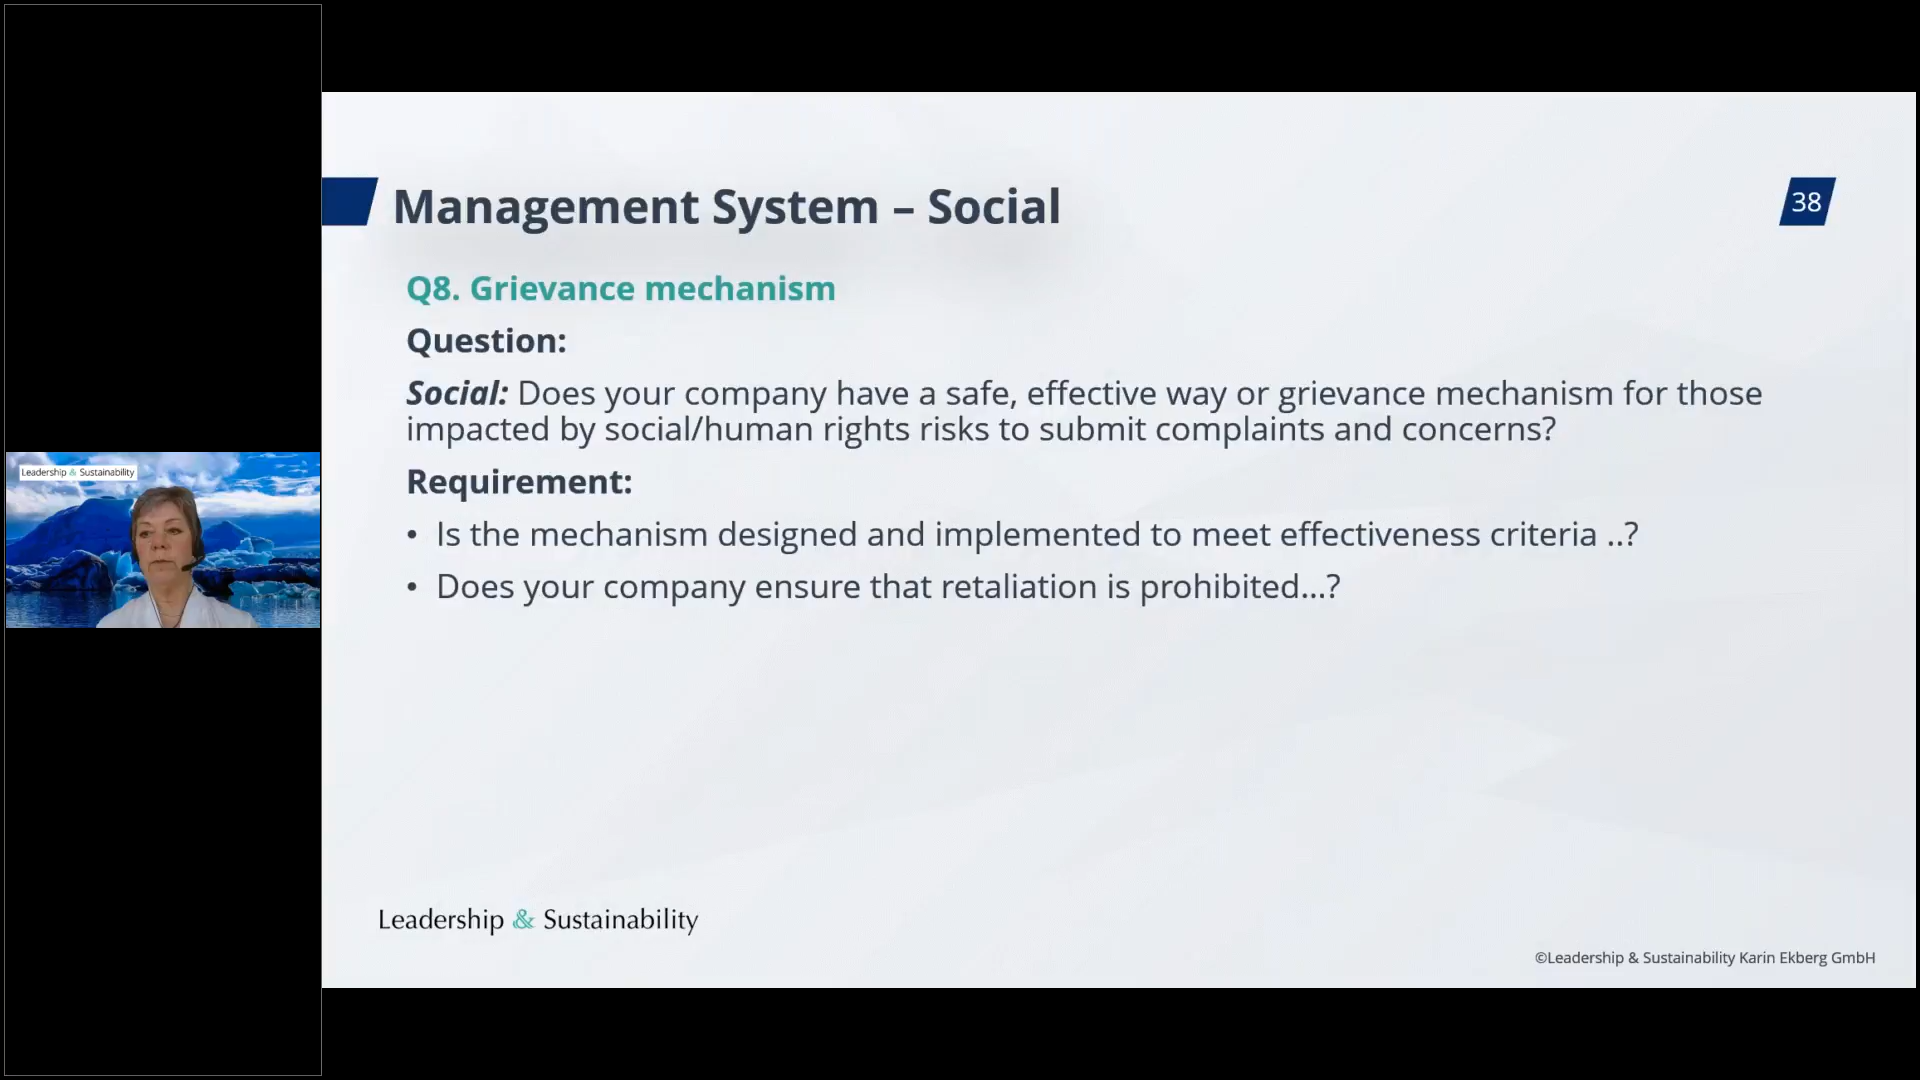 Leadership & Sustainability
Management System – Social
38
Q8. Grievance mechanism
Question:
Social: Does your company have a safe, effective way or grievance mechanism for those
impacted by social/human rights risks to submit complaints and concerns?
Requirement:
• Is the mechanism designed and implemented to meet effectiveness criteria ..?
• Does your company ensure that retaliation is prohibited...?
Leadership & Sustainability
©Leadership & Sustainability Karin Ekberg GmbH